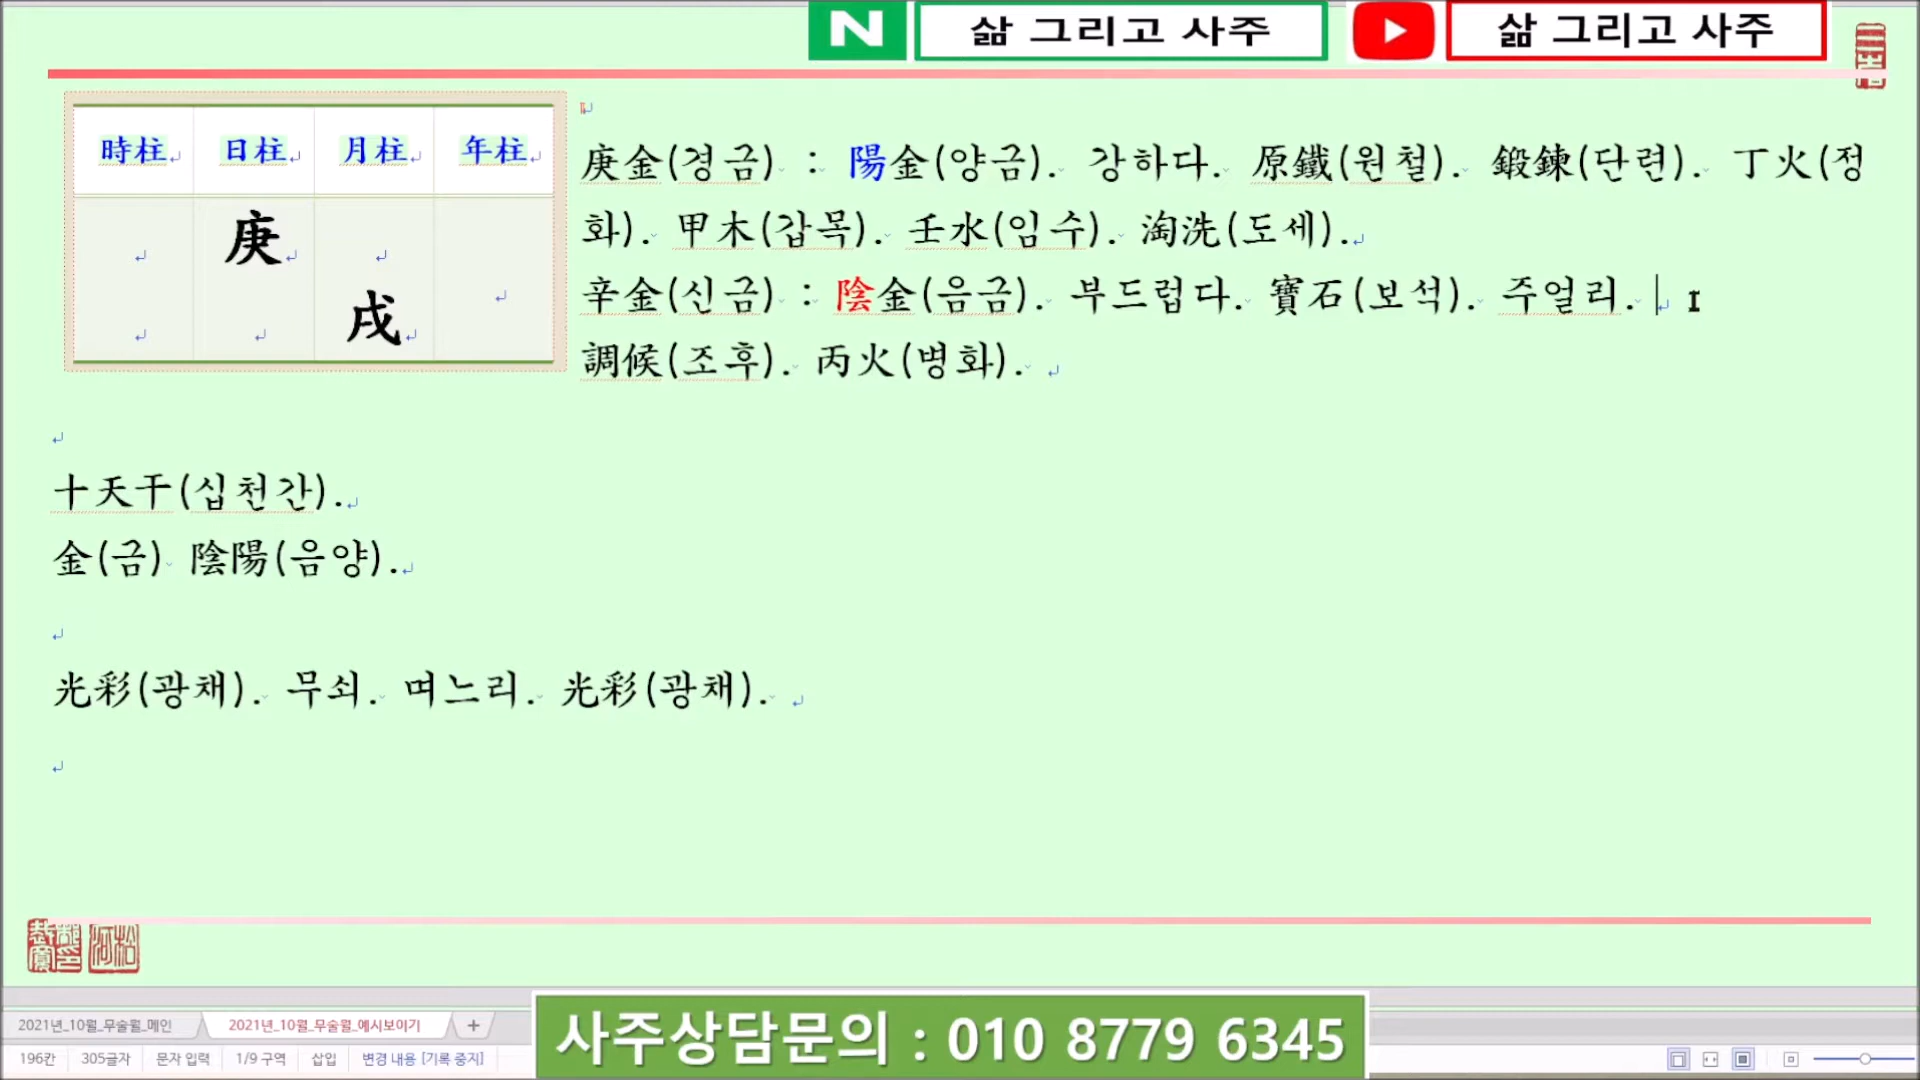 N 삶 그리고 사주 삶 그리고 사주
時柱 日柱 月柱 年柱
庚
戌
庚金(경금) : 陽金(양금). 강하다. 原鐵(원철). 鍛鍊(단련). 丁火(정
화). 甲木(갑목). 壬水(임수). 淘洗(도세).
辛金(신금) : 陰金(음금). 부드럽다. 寶石(보석). 주얼리.
調候(조후). 丙火(병화).
十天干(십천간).
金(금) 陰陽(음양).
光彩(광채). 무쇠. 며느리. 光彩(광채).
2021년_10월_무술월_메인 2021년_10월_무술월_예시보이기 +
196칸 305글자 문자 입력 1/9 구역 삽입 변경 내용 [기록 중지]
사주상담문의 : 010 8779 6345